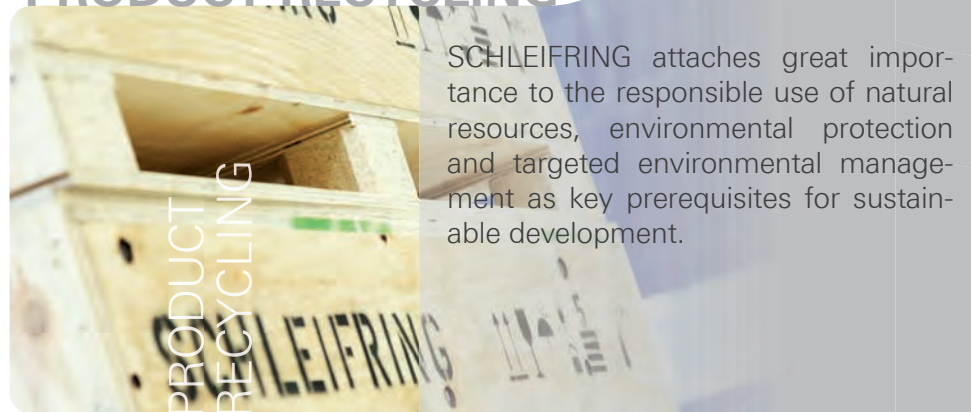 PRODUCT RECYCLING
SCHLEIFRING attaches great impor-
tance to the responsible use of natural
resources, environmental protection
and targeted environmental manage-
ment as key prerequisites for sustain-
able development.
PRODUCT
RECYCLING
SCHLEIFRING